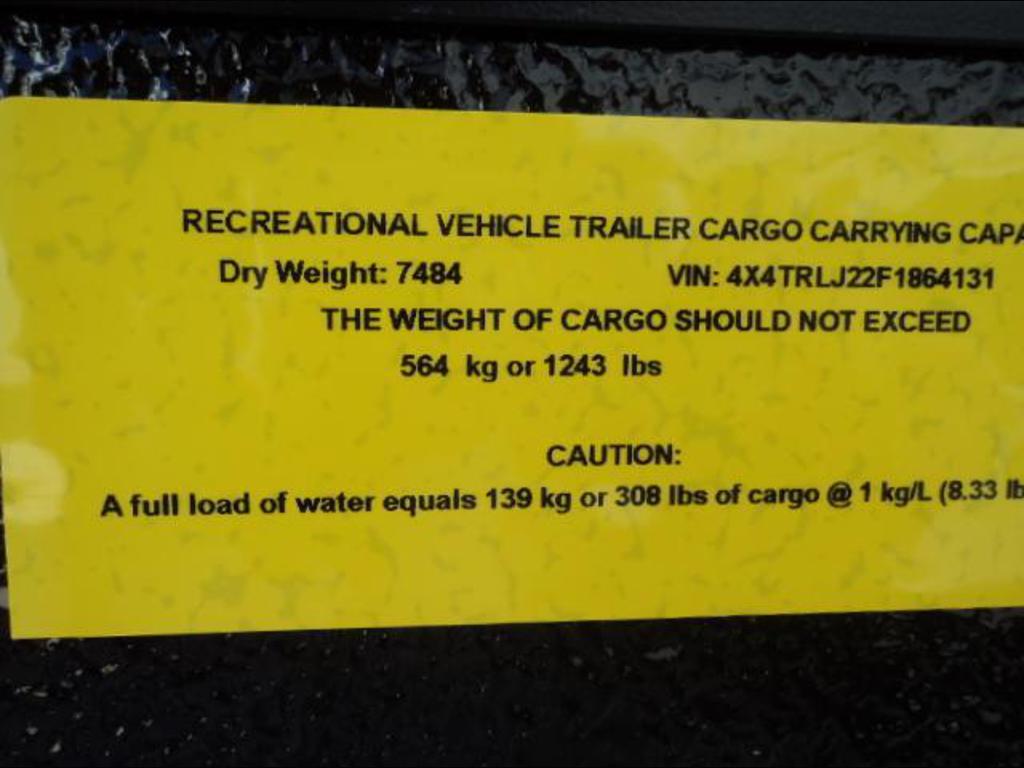 RECREATIONAL VEHICLE TRAILER CARGO CARRYING
Dry Weight: 7484 VIN: 4X4TRLJ22F1864131
THE WEIGHT OF CARGO SHOULD NOT EXCEED
564 kg or 1243 lbs
CAUTION:
A full load of water equals 139 kg or 308 lbs of cargo @ 1 kg/L (8.33